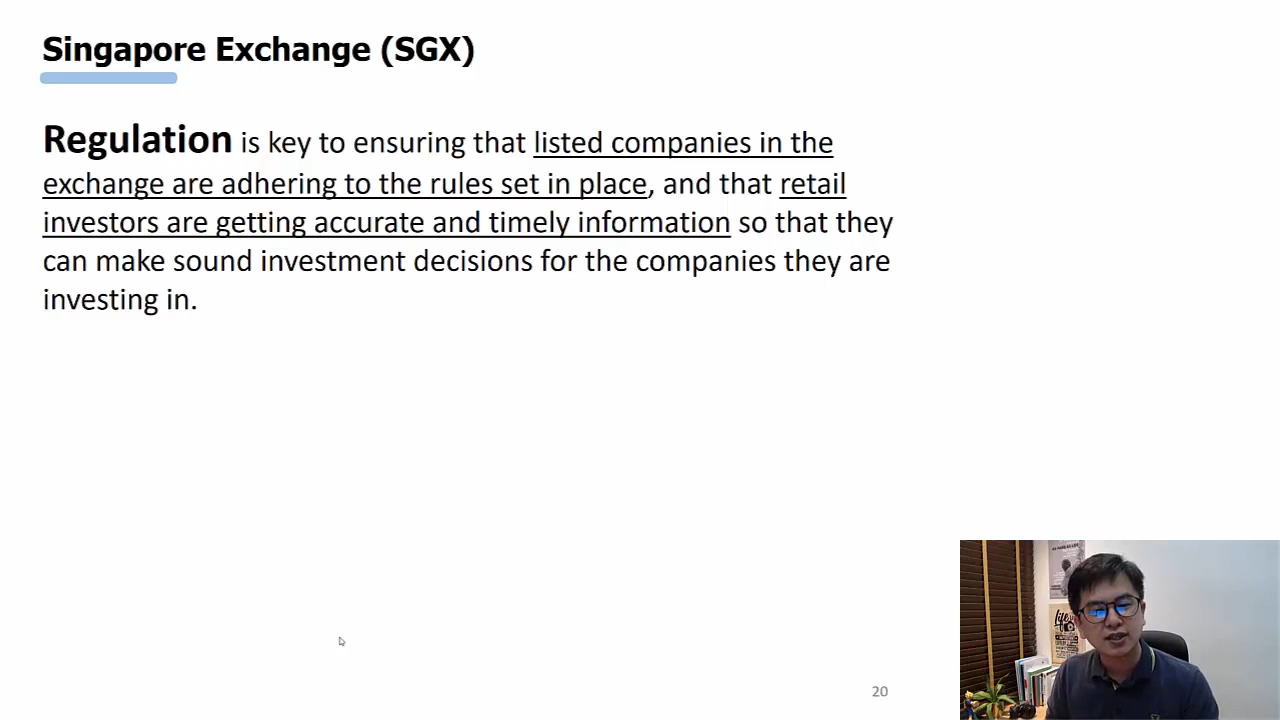 Singapore Exchange (SGX)
Regulation is key to ensuring that listed companies in the
exchange are adhering to the rules set in place, and that retail
investors are getting accurate and timely information so that they
can make sound investment decisions for the companies they are
investing in.
20